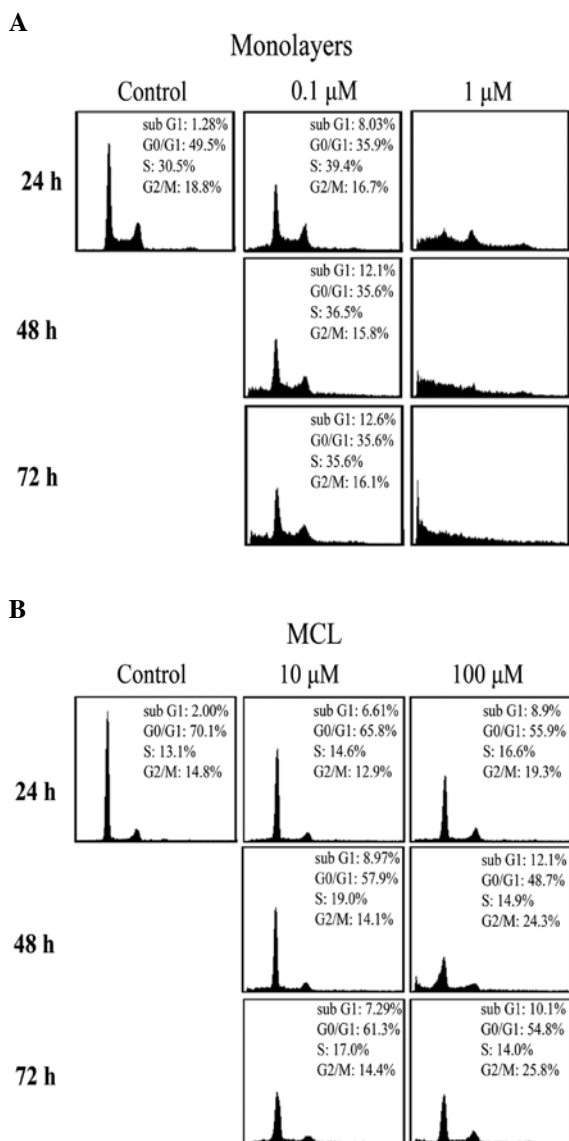 A
Monolayers
Control 0.1 μM 1 μM
24 h
sub G1: 1.28%
G0/G1: 49.5%
S: 30.5%
G2/M: 18.8%
sub G1: 8.03%
G0/G1: 35.9%
S: 39.4%
G2/M: 16.7%
48 h
sub G1: 12.1%
G0/G1: 35.6%
S: 36.5%
G2/M: 15.8%
72 h
sub G1: 12.6%
G0/G1: 35.6%
S: 35.6%
G2/M: 16.1%
B
MCL
Control 10 μM 100 μM
24 h
sub G1: 2.00%
G0/G1: 70.1%
S: 13.1%
G2/M: 14.8%
sub G1: 6.61%
G0/G1: 65.8%
S: 14.6%
G2/M: 12.9%
sub G1: 8.9%
G0/G1: 55.9%
S: 16.6%
G2/M: 19.3%
48 h
sub G1: 8.97%
G0/G1: 57.9%
S: 19.0%
G2/M: 14.1%
sub G1: 12.1%
G0/G1: 48.7%
S: 14.9%
G2/M: 24.3%
72 h
sub G1: 7.29%
G0/G1: 61.3%
S: 17.0%
G2/M: 14.4%
sub G1: 10.1%
G0/G1: 54.8%
S: 14.0%
G2/M: 25.8%